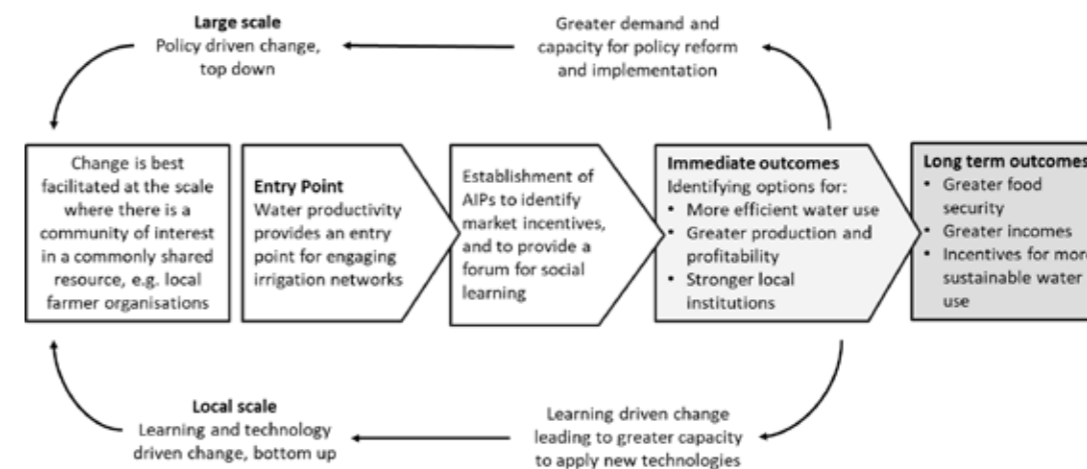 Large scale
Policy driven change,
top down
Greater demand and
capacity for policy reform
and implementation
Change is best
facilitated at the scale
where there is a
community of interest
in a commonly shared
resource, e.g. local
farmer organisations
Entry Point
Water productivity
provides an entry
point for engaging
irrigation networks
Establishment of
AIPs to identify
market incentives,
and to provide a
forum for social
learning
Immediate outcomes
Identifying options for:
• More efficient water use
• Greater production and
profitability
• Stronger local
institutions
Long term outcomes
• Greater food
security
• Greater incomes
• Incentives for more
sustainable water
use
Local scale
Learning and technology
driven change, bottom up
Learning driven change
leading to greater capacity
to apply new technologies